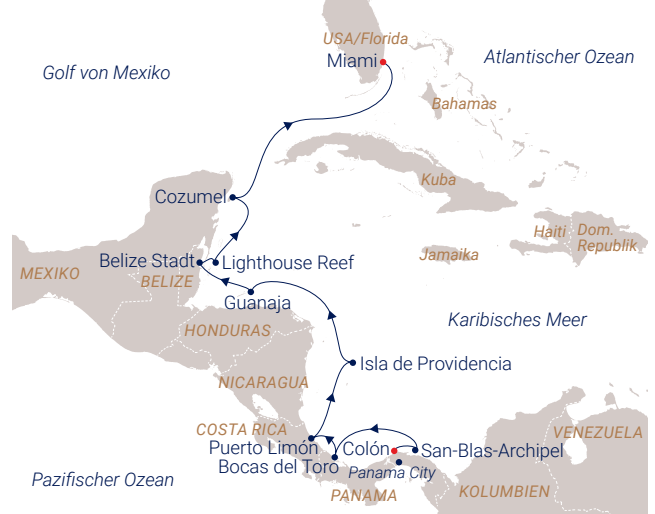 USA/Florida
Miami
Atlantischer Ozean
Golf von Mexiko
Bahamas
Kuba
Cozumel
Haiti
Dom.
Republik
Jamaika
Belize Stadt
Lighthouse Reef
MEXIKO
BELIZE
Guanaja
Karibisches Meer
HONDURAS
Isla de Providencia
NICARAGUA
COSTA RICA
VENEZUELA
Puerto Limón
Colón
San-Blas-Archipel
Bocas del Toro
Panama City
Pazifischer Ozean
PANAMA
KOLUMBIEN